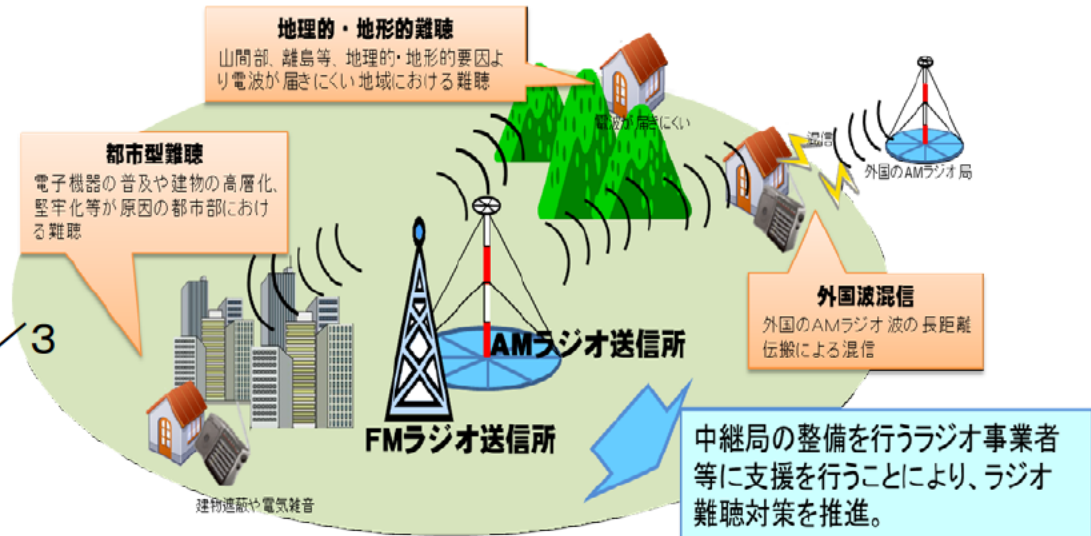 地理的・地形的難聴
山間部、離島等、地理的・地形的要因よ
り電波が届きにくい地域における難聴
電波が届きにくい
混信
外国のAMラジオ局
都市型難聴
電子機器の普及や建物の高層化、
堅牢化等が原因の都市部におけ
る難聴
外国波混信
外国のAMラジオ波の長距離
伝搬による混信
3
AMラジオ送信所
FMラジオ送信所
建物遮蔽や電気雑音
中継局の整備を行うラジオ事業者
等に支援を行うことにより、ラジオ
難聴対策を推進。